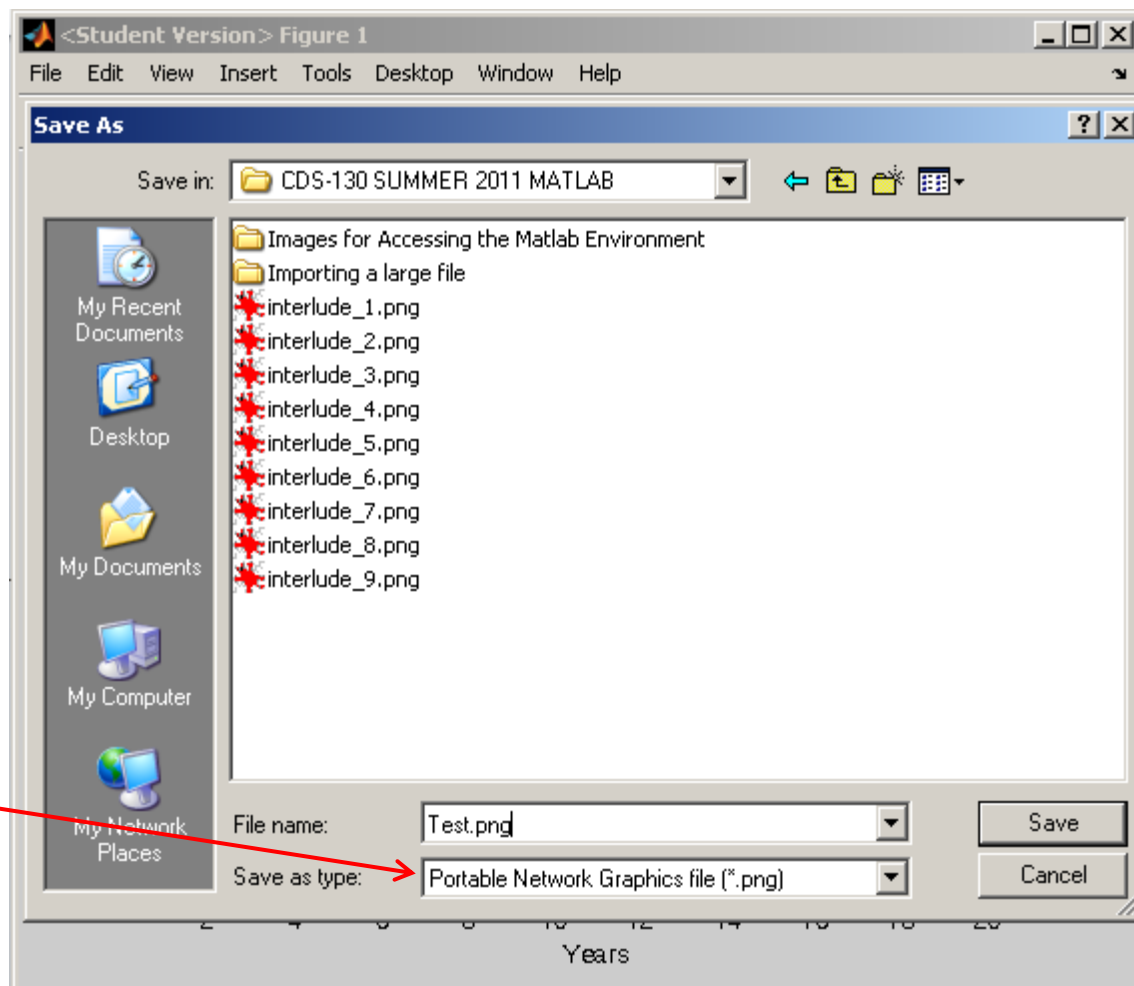 <Student Version> Figure 1
File Edit View Insert Tools Desktop Window Help
Save As
Save in: CDS-130 SUMMER 2011 MATLAB
Images for Accessing the Matlab Environment
Importing a large file
interlude_1.png
interlude_2.png
interlude_3.png
interlude_4.png
interlude_5.png
interlude_6.png
interlude_7.png
interlude_8.png
interlude_9.png
My Recent
Documents
Desktop
My Documents
My Computer
My Network
Places
File name: Test.png Save
Save as type: Portable Network Graphics file (*.png) Cancel
Years